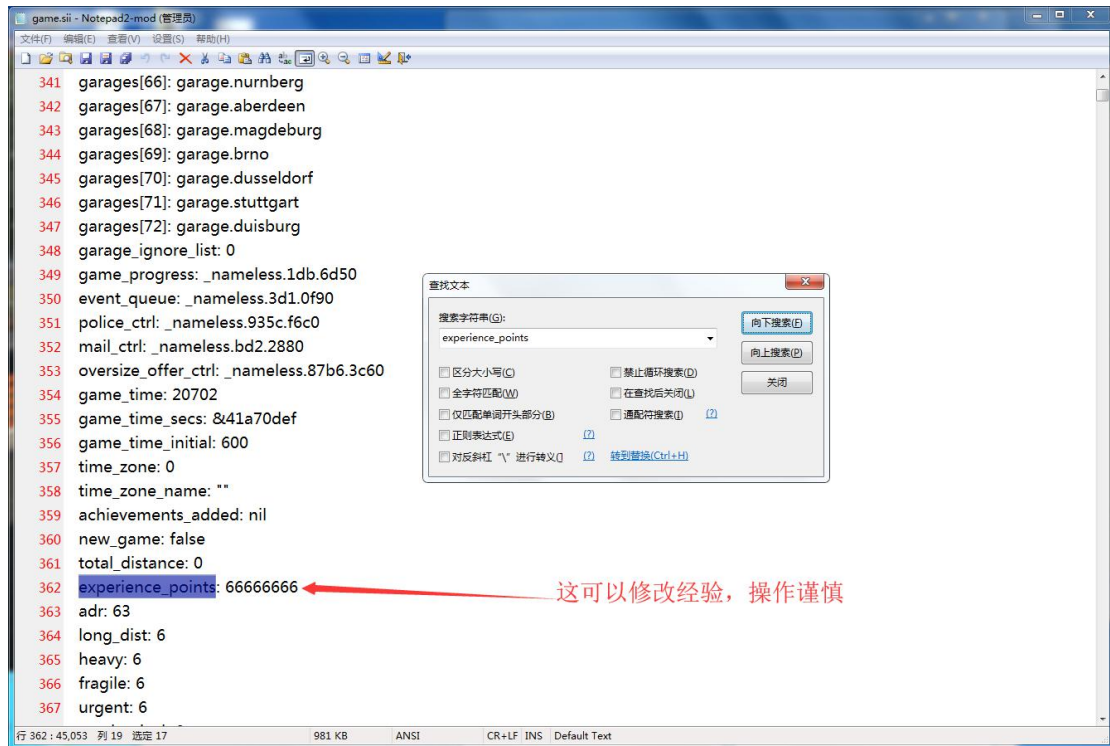 game.sii - Notepad2-mod (管理员)
文件(F) 编辑(E) 查看(V) 设置(S) 帮助(H)
341 garages[66]: garage.nurnberg
342 garages[67]: garage.aberdeen
343 garages[68]: garage.magdeburg
344 garages[69]: garage.brno
345 garages[70]: garage.dusseldorf
346 garages[71]: garage.stuttgart
347 garages[72]: garage.duisburg
348 garage_ignore_list: 0
349 game_progress: _nameless.1db.6d50
350 event_queue: _nameless.3d1.0f90
351 police_ctrl: _nameless.935c.f6c0
352 mail_ctrl: _nameless.bd2.2880
353 oversize_offer_ctrl: _nameless.87b6.3c60
354 game_time: 20702
355 game_time_secs: &41a70def
356 game_time_initial: 600
357 time_zone: 0
358 time_zone_name: ""
359 achievements_added: nil
360 new_game: false
361 total_distance: 0
362 experience_points: 66666666
这可以修改经验，操作谨慎
363 adr: 63
364 long_dist: 6
365 heavy: 6
366 fragile: 6
367 urgent: 6
查找文本
搜索字符串(G):
experience_points
向下搜索(F)
向上搜索(P)
关闭
区分大小写(C) 禁止循环搜索(D)
全字符匹配(W) 在查找后关闭(L)
仅匹配单词开头部分(B) 通配符搜索(I) (?)
正则表达式(E) (?)
对反斜杠 "\" 进行转义(] (?) 转到替换(Ctrl+H)
行 362 : 45,053 列 19 选定 17 981 KB ANSI CR+LF INS Default Text